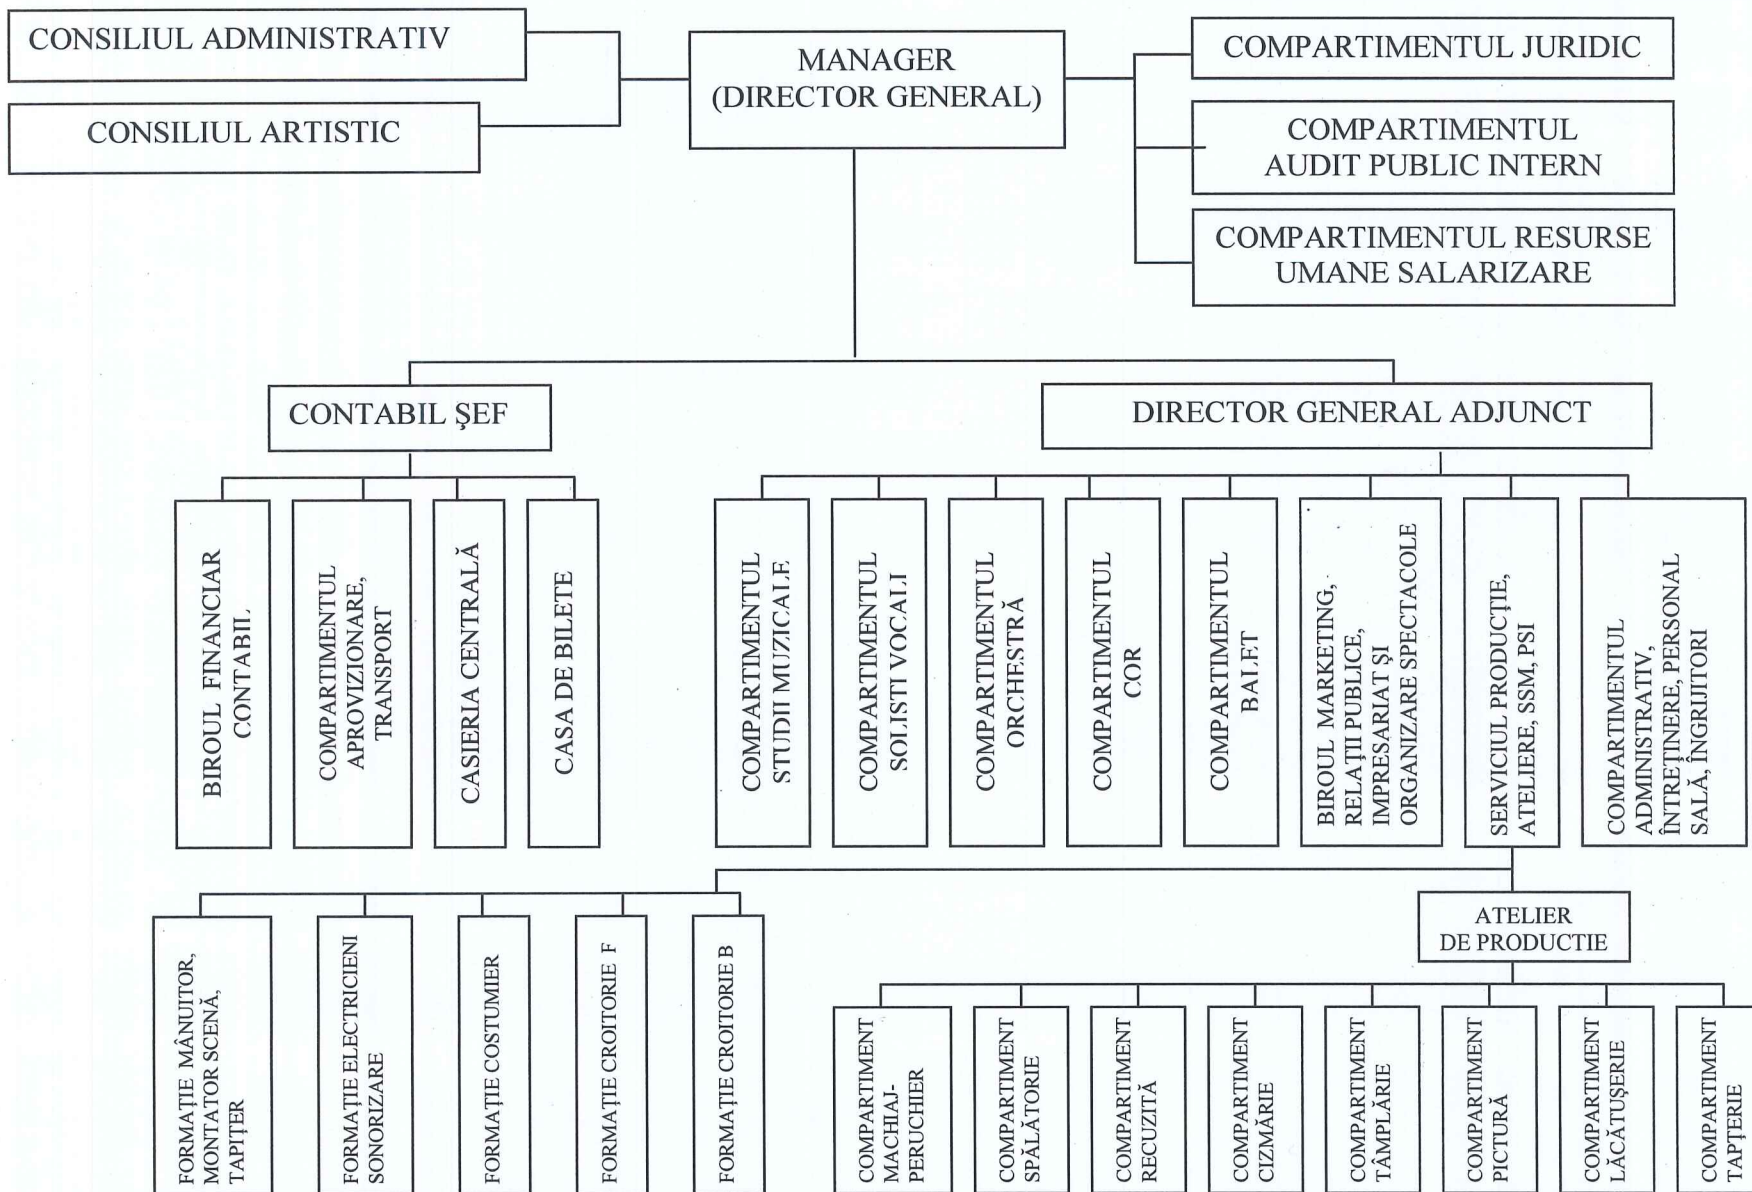 CONSILIUL ADMINISTRATIV
CONSILIUL ARTISTIC
MANAGER
(DIRECTOR GENERAL)
COMPARTIMENTUL JURIDIC
COMPARTIMENTUL
AUDIT PUBLIC INTERN
COMPARTIMENTUL RESURSE
UMANE SALARIZARE
CONTABIL ŞEF
DIRECTOR GENERAL ADJUNCT
BIROUL FINANCIAR
CONTABIL
COMPARTIMENTUL
APROVIZIONARE,
TRANSPORT
CASIERIA CENTRALĂ
CASA DE BILETE
COMPARTIMENTUL
STUDII MUZICALE
COMPARTIMENTUL
SOLISTI VOCALI
COMPARTIMENTUL
ORCHESTRĂ
COMPARTIMENTUL
COR
COMPARTIMENTUL
BALET
BIROUL MARKETING,
RELAŢII PUBLICE,
IMPRESARIAT ŞI
ORGANIZARE SPECTACOLE
SERVICIUL PRODUCŢIE,
ATELIERE, SSM, PSI
COMPARTIMENTUL
ADMINISTRATIV,
ÎNTREŢINERE, PERSONAL
SALĂ, ÎNGRIJITORI
FORMAŢIE MÂNUITOR,
MONTATOR SCENĂ,
TAPIŢER
FORMAŢIE ELECTRICIENI
SONORIZARE
FORMAŢIE COSTUMIER
FORMAŢIE CROITORIE F
FORMAŢIE CROITORIE B
ATELIER
DE PRODUCTIE
COMPARTIMENT
MACHIAJ-
PERUCHIER
COMPARTIMENT
SPĂLĂTORIE
COMPARTIMENT
RECUZITĂ
COMPARTIMENT
CIZMĂRIE
COMPARTIMENT
TÂMPLĂRIE
COMPARTIMENT
PICTURĂ
COMPARTIMENT
LĂCĂTUŞERIE
COMPARTIMENT
TAPŢERIE